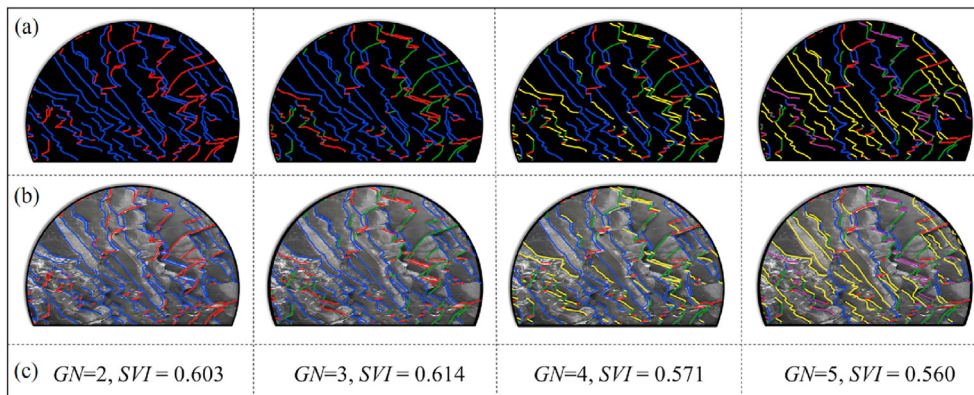 (a)
(b)
(c) GN=2, SVI = 0.603 GN=3, SVI = 0.614 GN=4, SVI = 0.571 GN=5, SVI = 0.560